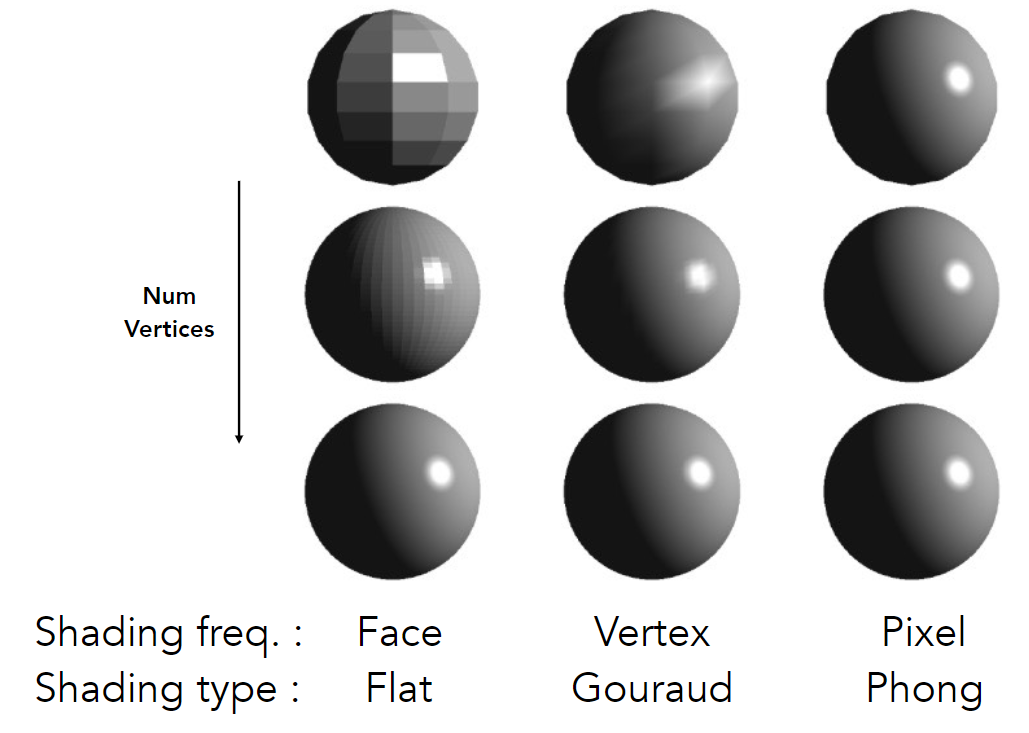 Num
Vertices
Shading freq. : Face Vertex Pixel
Shading type : Flat Gouraud Phong